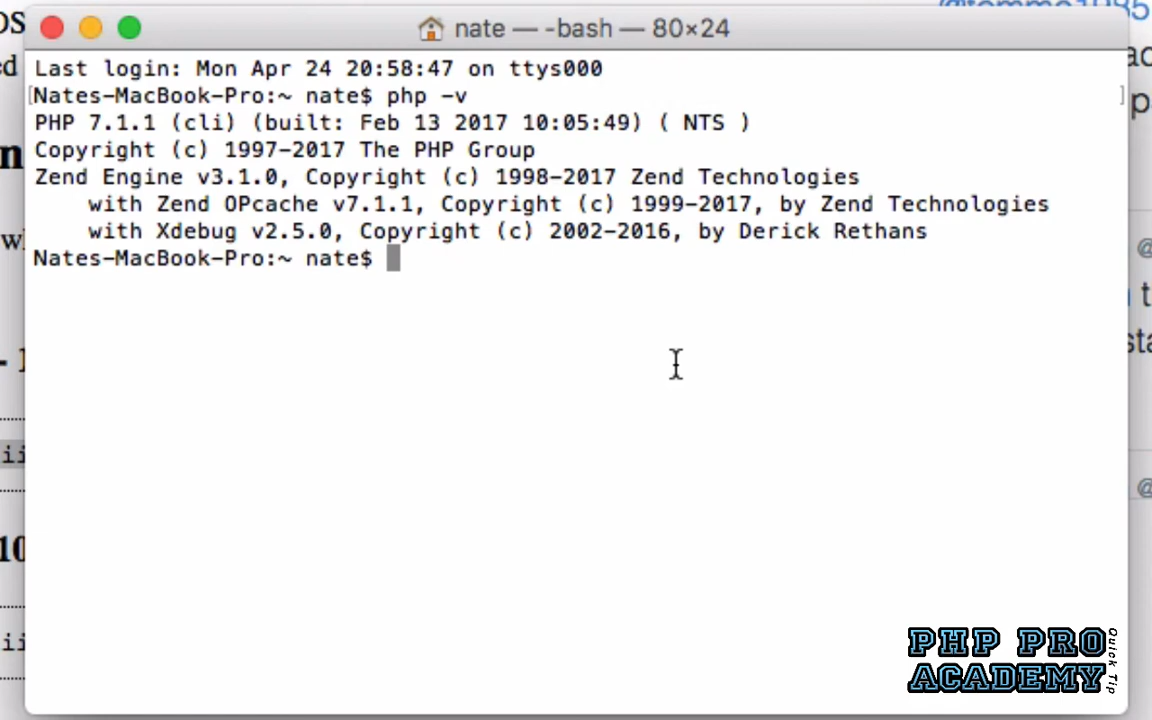 nate — -bash — 80×24
Last login: Mon Apr 24 20:58:47 on ttys000
[Nates-MacBook-Pro:~ nate$ php -v ]
PHP 7.1.1 (cli) (built: Feb 13 2017 10:05:49) ( NTS )
Copyright (c) 1997-2017 The PHP Group
Zend Engine v3.1.0, Copyright (c) 1998-2017 Zend Technologies
    with Zend OPcache v7.1.1, Copyright (c) 1999-2017, by Zend Technologies
    with Xdebug v2.5.0, Copyright (c) 2002-2016, by Derick Rethans
Nates-MacBook-Pro:~ nate$
PHP PRO
ACADEMY
Quick Tip